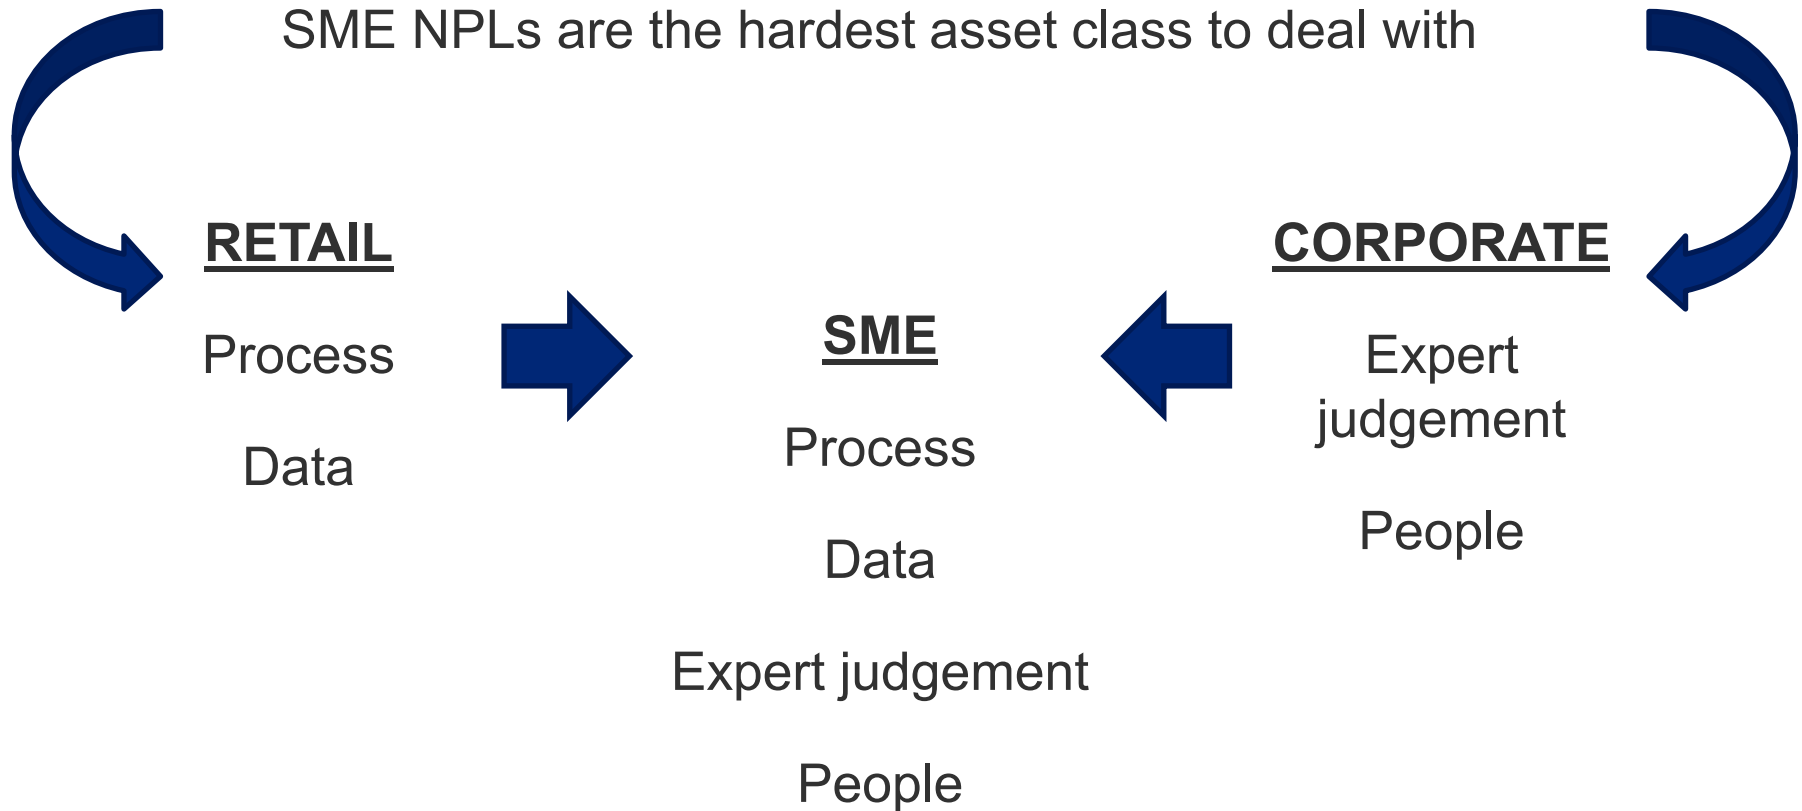 SME NPLs are the hardest asset class to deal with
RETAIL
Process
Data
SME
Process
Data
Expert judgement
People
CORPORATE
Expert
judgement
People